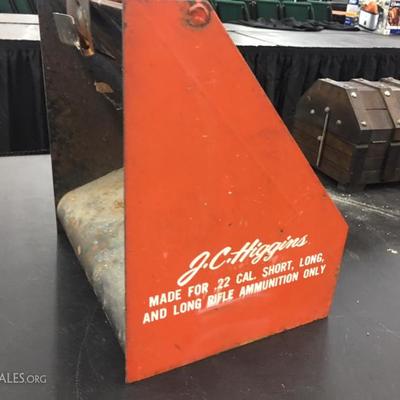 J.C. Higgins
MADE FOR .22 CAL. SHORT, LONG,
AND LONG RIFLE AMMUNITION ONLY
ALES.ORG